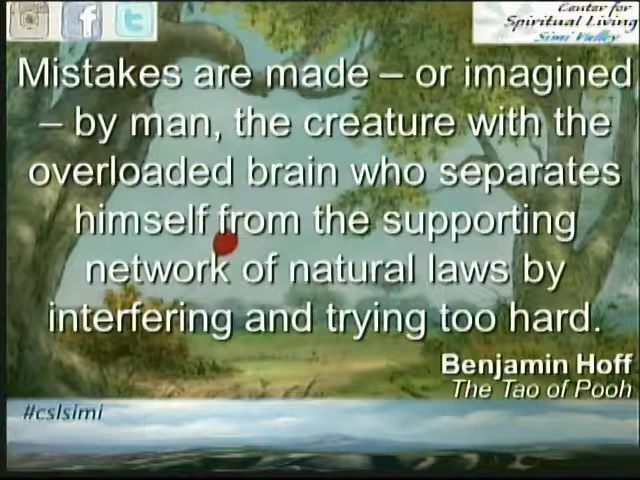 Center for
Spiritual Living
Simi Valley
Mistakes are made – or imagined
– by man, the creature with the
overloaded brain who separates
himself from the supporting
network of natural laws by
interfering and trying too hard.
Benjamin Hoff
The Tao of Pooh
#cslsimi